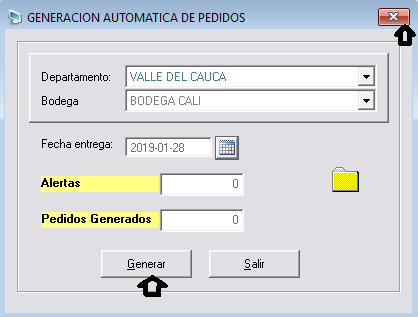 GENERACION AUTOMATICA DE PEDIDOS
Departamento: VALLE DEL CAUCA
Bodega BODEGA CALI
Fecha entrega: 2019-01-28
Alertas 0
Pedidos Generados 0
Generar Salir